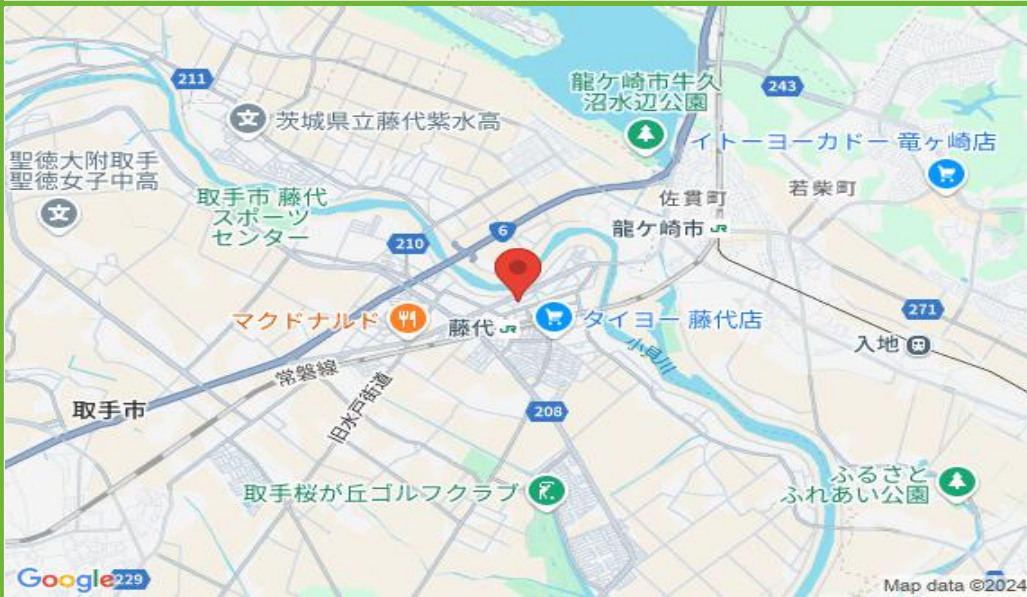 211
龍ケ崎市牛久
沼水辺公園
243
茨城県立藤代紫水高
イトーヨーカドー 竜ヶ崎店
聖徳大附取手
聖徳女子中高
取手市 藤代
スポーツ
センター
佐貫町
若柴町
龍ケ崎市 JR
6
210
271
マクドナルド
藤代 JR
タイヨー 藤代店
入地
小貝川
常磐線
旧水戸街道
取手市
208
ふるさと
ふれあい公園
取手桜が丘ゴルフクラブ
Google
229
Map data ©2024